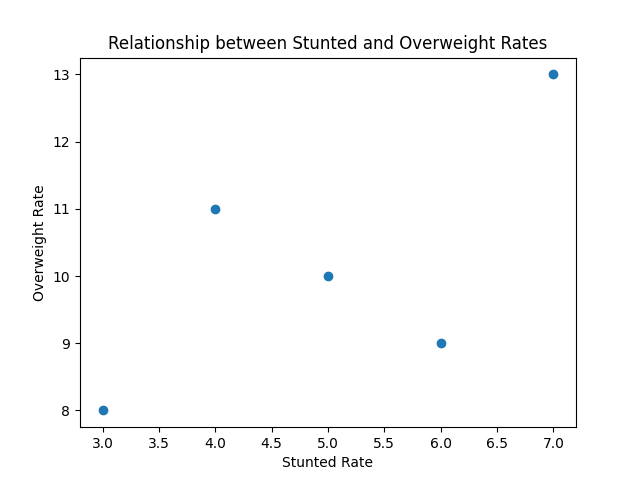 Relationship between Stunted and Overweight Rates
13
12
11
10
9
8
Overweight Rate
3.0 3.5 4.0 4.5 5.0 5.5 6.0 6.5 7.0
Stunted Rate